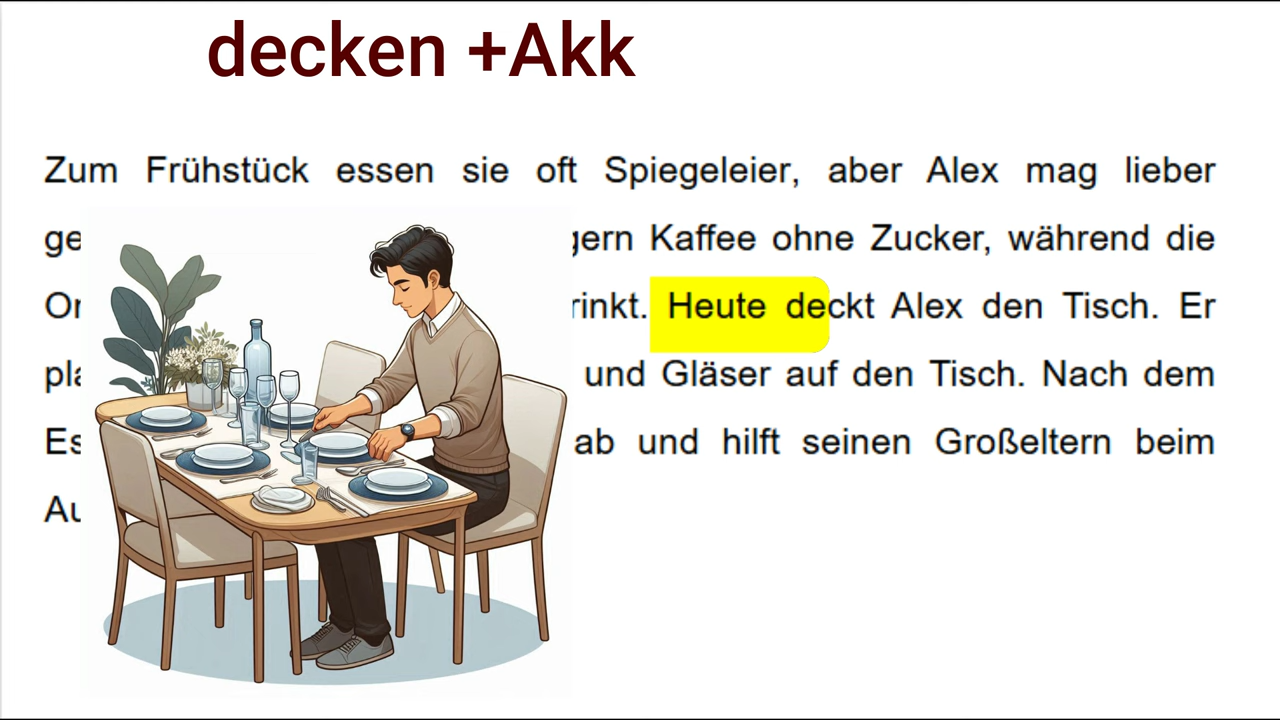 decken +Akk
Zum Frühstück essen sie oft Spiegeleier, aber Alex mag lieber
gern Kaffee ohne Zucker, während die
Heute deckt Alex den Tisch. Er
und Gläser auf den Tisch. Nach dem
ab und hilft seinen Großeltern beim